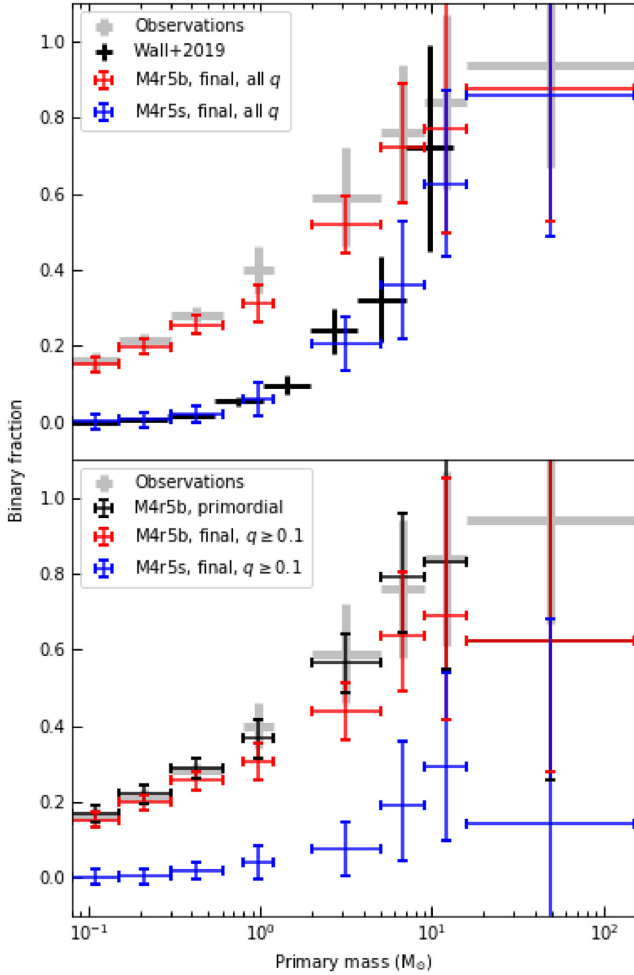 1.0
0.8
0.6
0.4
0.2
0.0
Observations
Wall+2019
M4r5b, final, all q
M4r5s, final, all q
Binary fraction
1.0
0.8
0.6
0.4
0.2
0.0
Observations
M4r5b, primordial
M4r5b, final, q ≥ 0.1
M4r5s, final, q ≥ 0.1
10⁻¹ 10⁰ 10¹ 10²
Primary mass (M☉)